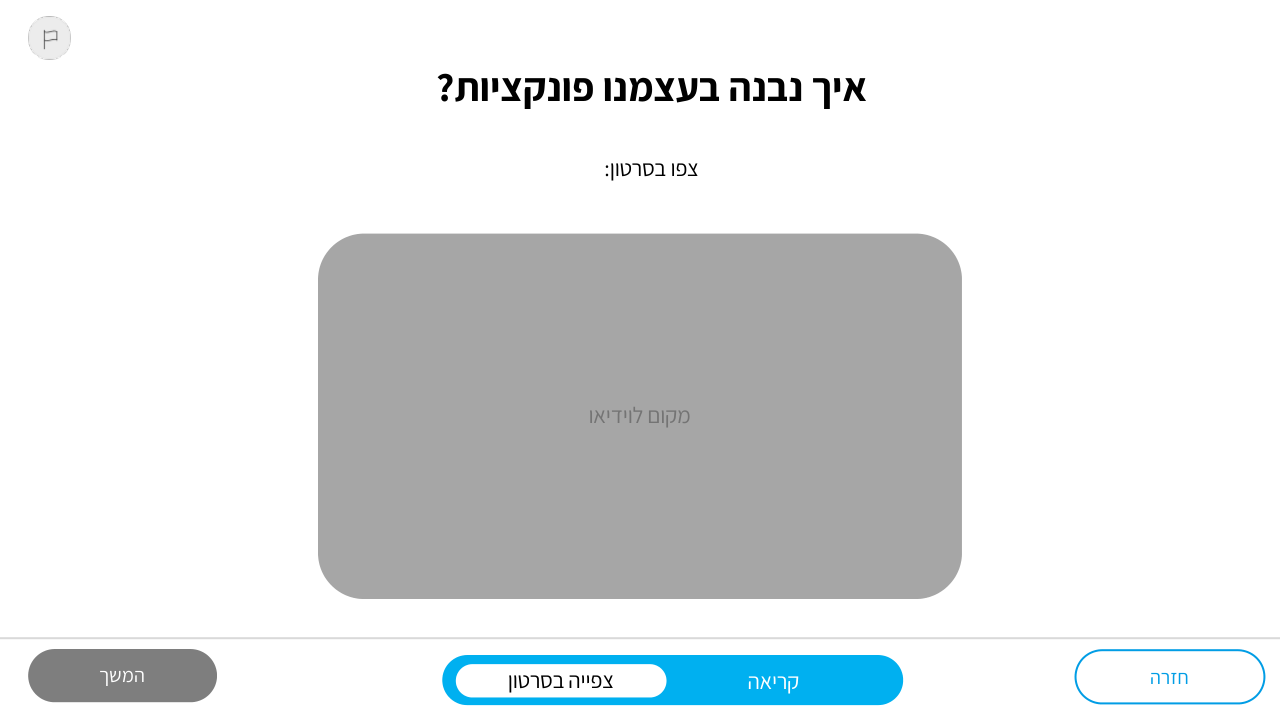 איך נבנה בעצמנו פונקציות?
צפו בסרטון:
מקום לוידיאו
חזרה
קריאה
צפייה בסרטון
המשך